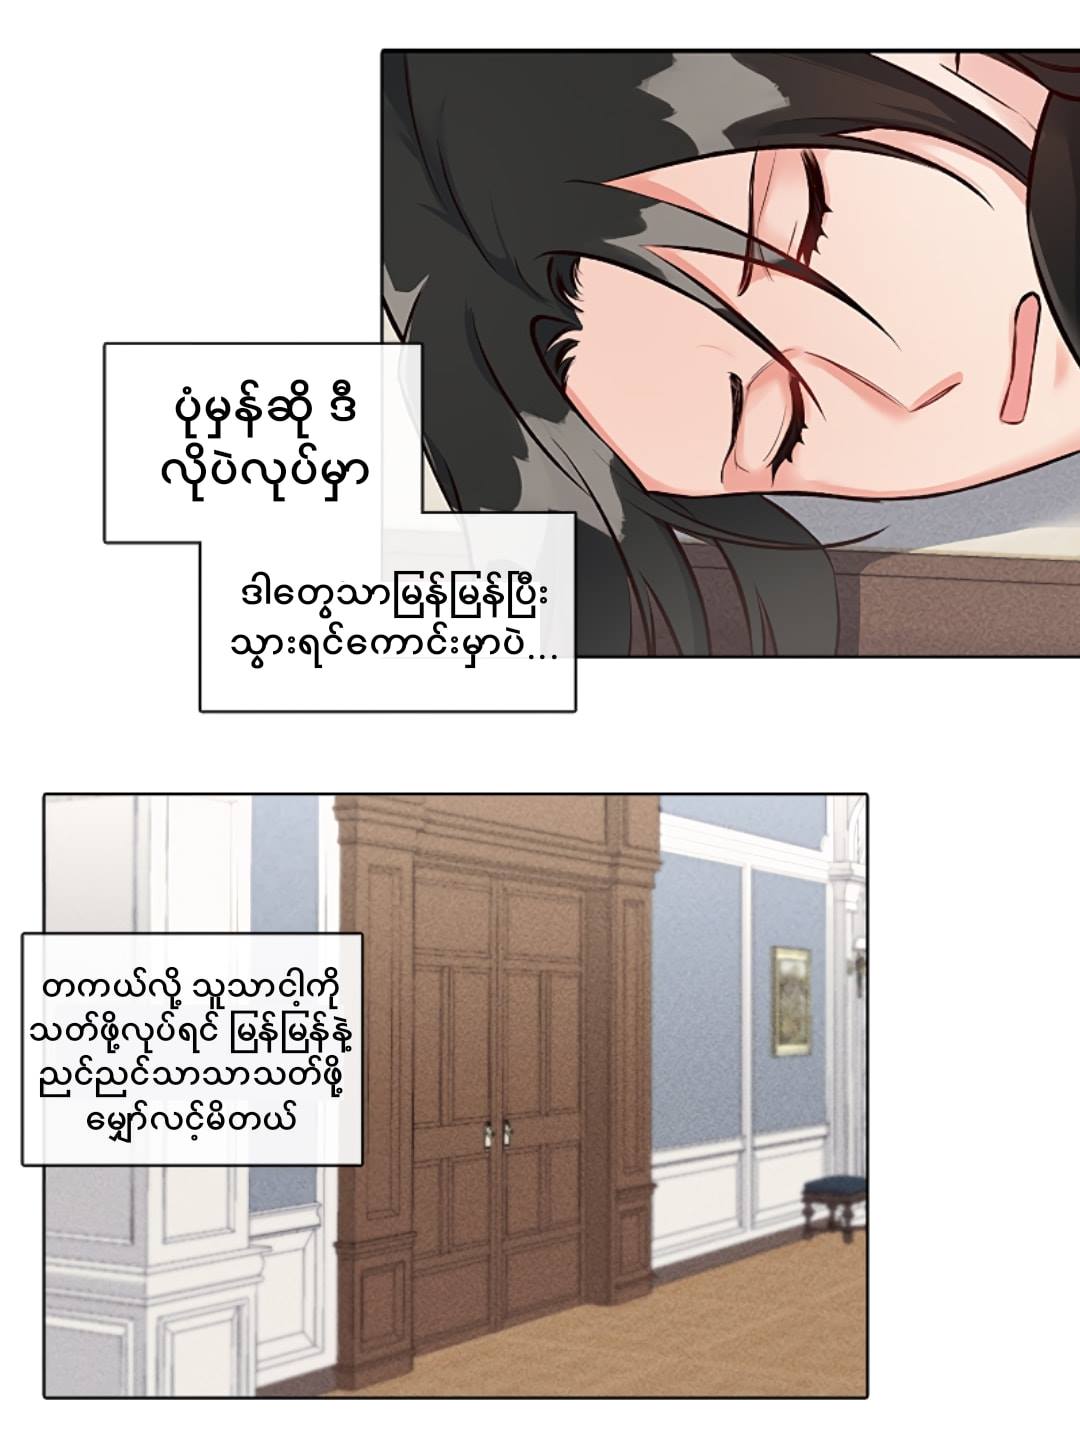 ပုံမှန်ဆို ဒီ
လိုပဲလုပ်မှာ
ဒါတွေသာမြန်မြန်ပြီး
သွားရင်ကောင်းမှာပဲ...
တကယ်လို့ သူသာငါ့ကို
သတ်ဖို့လုပ်ရင် မြန်မြန်နဲ့
ညင်ညင်သာသာသတ်ဖို့
မျှော်လင့်မိတယ်